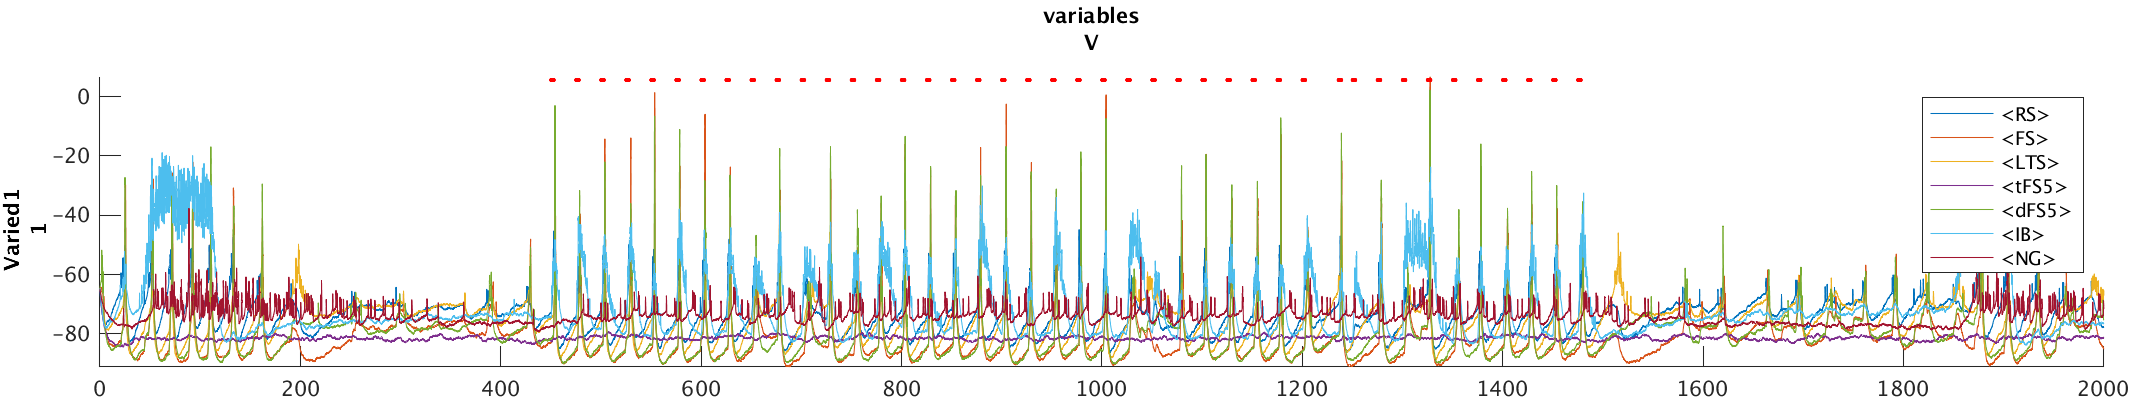 variables
V
Varied1
1
0
-20
-40
-60
-80
0 200 400 600 800 1000 1200 1400 1600 1800 2000
<RS>
<FS>
<LTS>
<tFS5>
<dFS5>
<IB>
<NG>